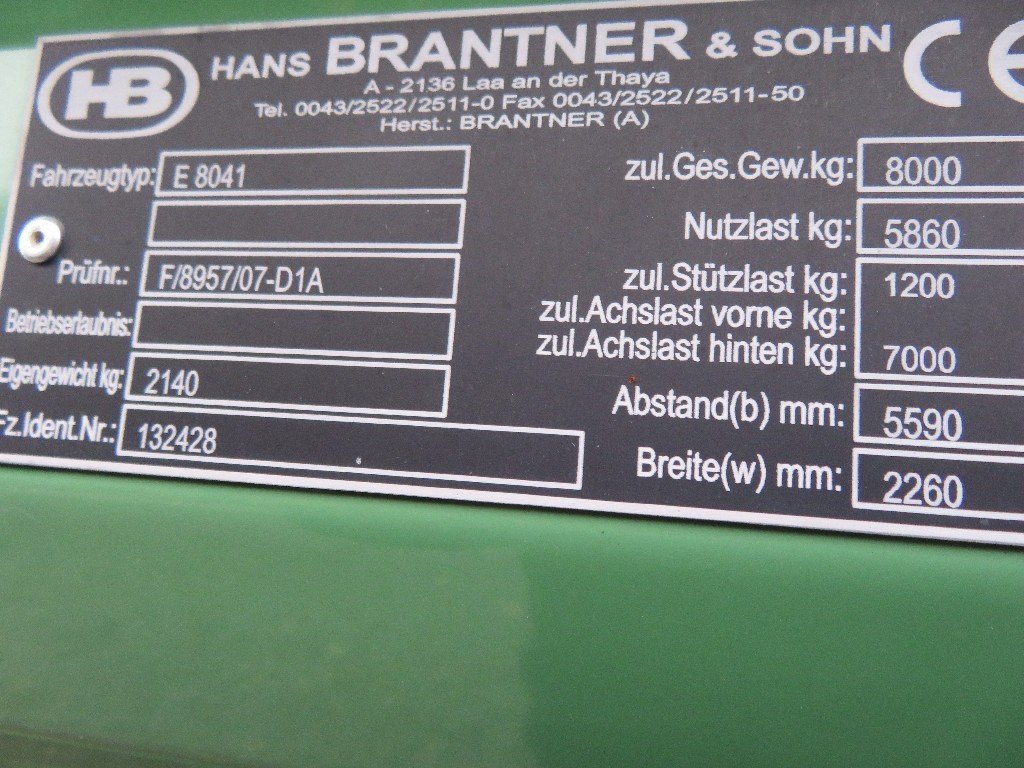 HB
HANS BRANTNER & SOHN
CE
A - 2136 Laa an der Thaya
Tel. 0043/2522/2511-0 Fax 0043/2522/2511-50
Herst.: BRANTNER (A)
Fahrzeugtyp: E 8041
Prüfnr.: F/8957/07-D1A
Betriebserlaubnis:
Eigengewicht kg: 2140
Fz.Ident.Nr.: 132428
zul.Ges.Gew.kg: 8000
Nutzlast kg: 5860
zul.Stützlast kg: 1200
zul.Achslast vorne kg:
zul.Achslast hinten kg: 7000
Abstand(b) mm: 5590
Breite(w) mm: 2260